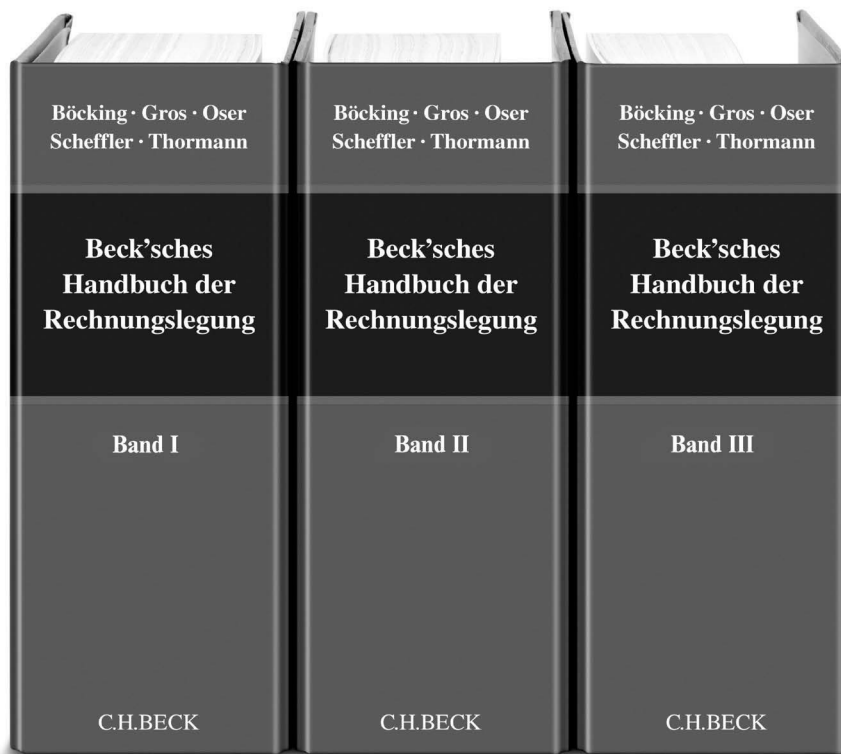 Böcking · Gros · Oser
Scheffler · Thormann
Beck’sches
Handbuch der
Rechnungslegung
Band I
C.H.BECK
Böcking · Gros · Oser
Scheffler · Thormann
Beck’sches
Handbuch der
Rechnungslegung
Band II
C.H.BECK
Böcking · Gros · Oser
Scheffler · Thormann
Beck’sches
Handbuch der
Rechnungslegung
Band III
C.H.BECK